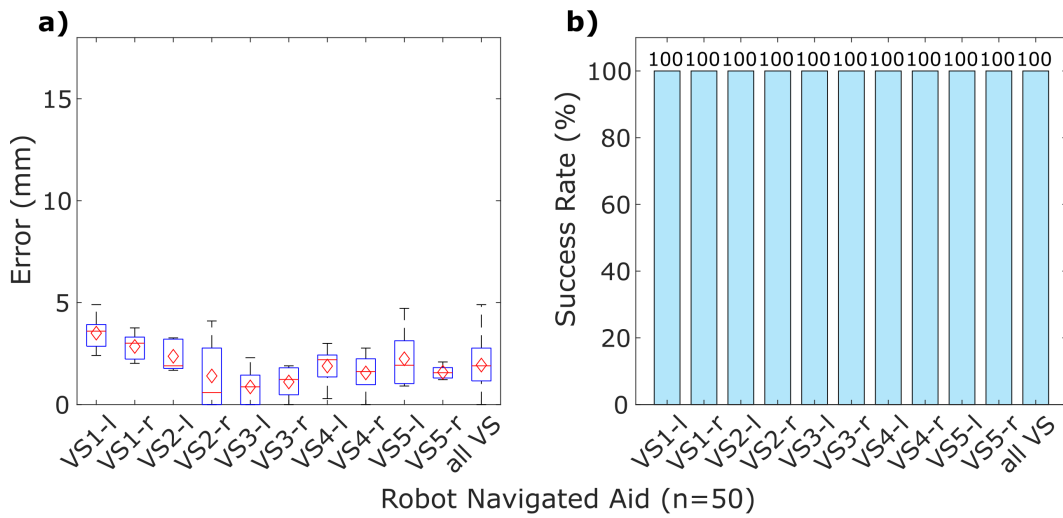 a)
Error (mm)
15
10
5
0
VS1-l
VS1-r
VS2-l
VS2-r
VS3-l
VS3-r
VS4-l
VS4-r
VS5-l
VS5-r
all VS
b)
Success Rate (%)
100 100 100 100 100 100 100 100 100 100 100
100
80
60
40
20
0
VS1-l
VS1-r
VS2-l
VS2-r
VS3-l
VS3-r
VS4-l
VS4-r
VS5-l
VS5-r
all VS
Robot Navigated Aid (n=50)